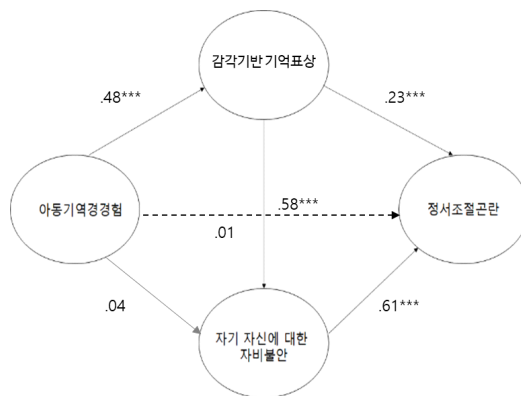 감각기반 기억표상
.48***
.23***
아동기역경경험
.58***
.01
정서조절곤란
.04
자기 자신에 대한
자비불안
.61***